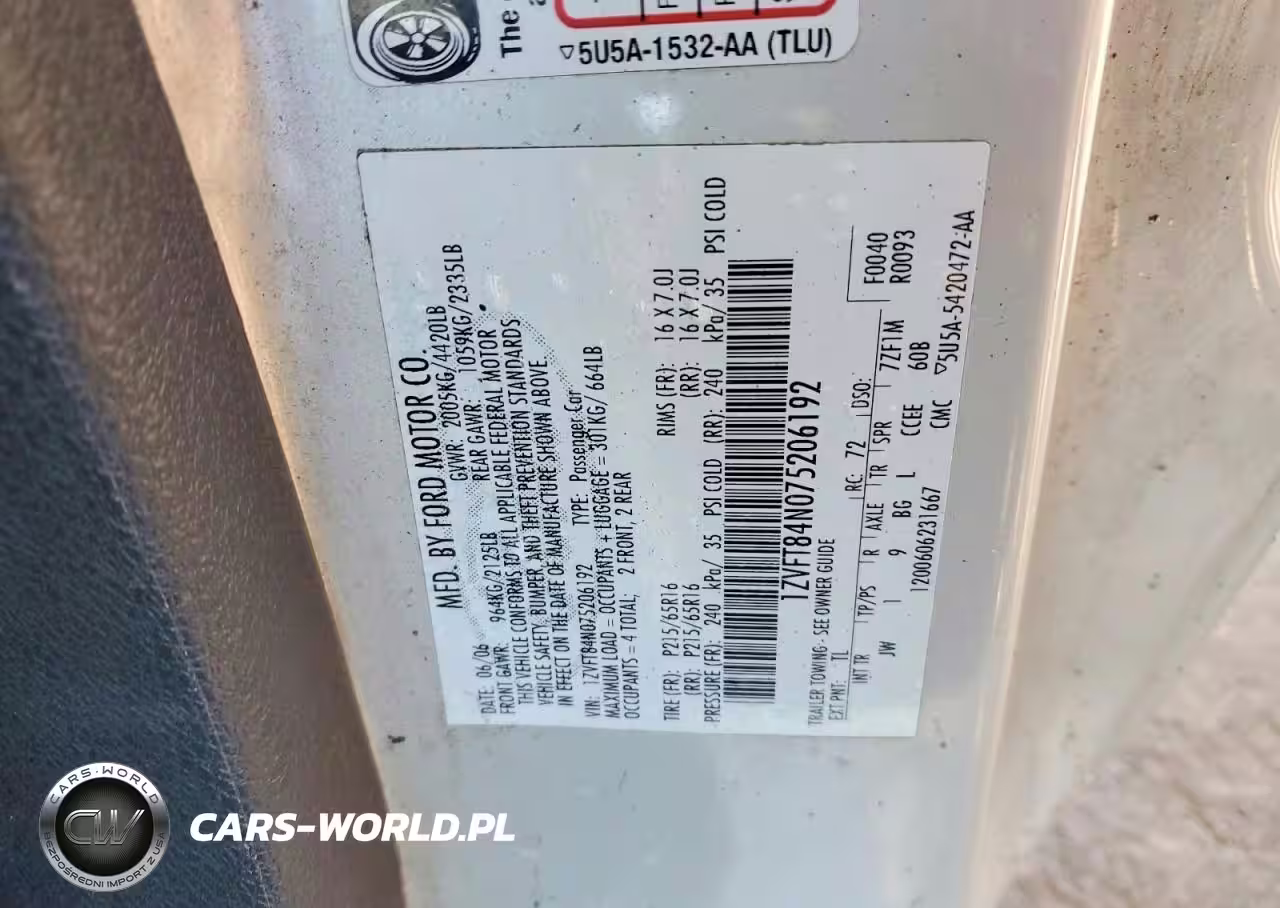 The
5U5A-1532-AA (TLU)
MFD. BY FORD MOTOR CO.
DATE: 06/06 GVWR: 2005KG/4420LB
FRONT GAWR: 964KG/2125LB REAR GAWR: 1059KG/2335LB
THIS VEHICLE CONFORMS TO ALL APPLICABLE FEDERAL MOTOR
VEHICLE SAFETY, BUMPER, AND THEFT PREVENTION STANDARDS
IN EFFECT ON THE DATE OF MANUFACTURE SHOWN ABOVE
VIN: 1ZVFT84N075206192 TYPE: Passenger Car
MAXIMUM LOAD = OCCUPANTS + LUGGAGE = 301KG/ 664LB
OCCUPANTS = 4 TOTAL; 2 FRONT, 2 REAR
TIRE (FR): P215/65R16 RIMS (FR): 16 X 7.0J
(RR): P215/65R16 (RR): 16 X 7.0J
PRESSURE (FR): 240 kPa/ 35 PSI COLD (RR): 240 kPa/ 35 PSI COLD
1ZVFT84N075206192
TRAILER TOWING - SEE OWNER GUIDE
EXT PNT: TL RC: 72 DSO: F0040
INT TR TP/PS R AXLE TR SPR 7ZF1M R0093
JW 1 9 BG L CCEE 60B
120060623 1667 CMC ▽5U5A-5420472-AA
CARS-WORLD
CW
BEZPOŚREDNI IMPORT Z USA
CARS-WORLD.PL